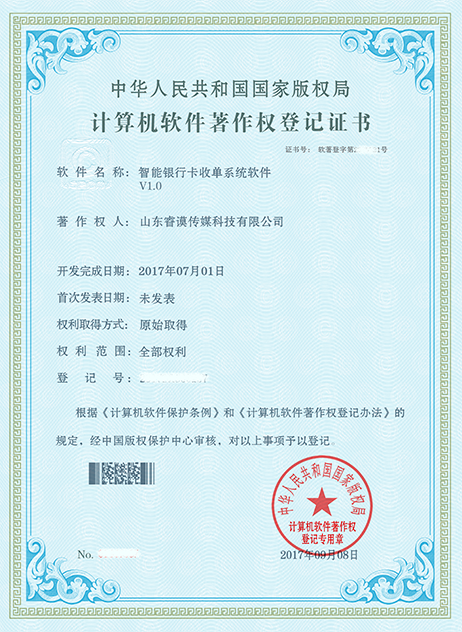 中华人民共和国国家版权局
计算机软件著作权登记证书
证书号： 软著登字第 1号
软 件 名 称： 智能银行卡收单系统软件
V1.0
著 作 权 人： 山东睿谟传媒科技有限公司
开发完成日期： 2017年07月01日
首次发表日期： 未发表
权利取得方式： 原始取得
权 利 范 围： 全部权利
登 记 号：
根据《计算机软件保护条例》和《计算机软件著作权登记办法》的
规定，经中国版权保护中心审核，对以上事项予以登记。
中华人民共和国国家版权局
计算机软件著作权
登记专用章
No.
2017年09月08日